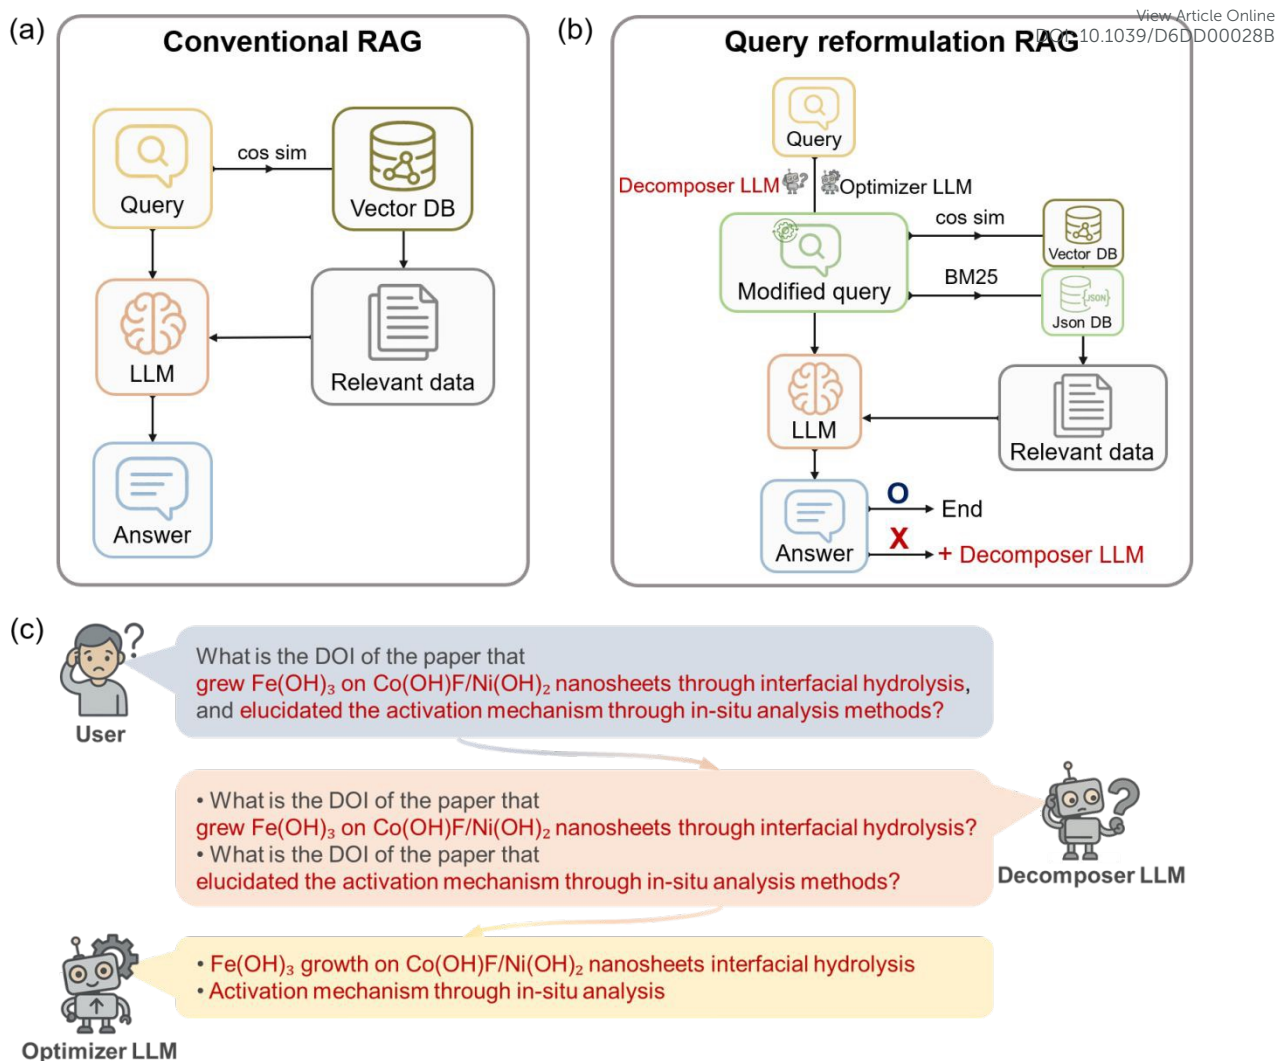 View Article Online
DOI: 10.1039/D6DD00028B
(a)
Conventional RAG
Query
cos sim
Vector DB
LLM
Relevant data
Answer
(b)
Query reformulation RAG
Query
Decomposer LLM
Optimizer LLM
Modified query
cos sim
Vector DB
BM25
{JSON}
Json DB
LLM
Relevant data
Answer
O
End
X
+ Decomposer LLM
(c)
?
User
What is the DOI of the paper that
grew Fe(OH)₃ on Co(OH)F/Ni(OH)₂ nanosheets through interfacial hydrolysis,
and elucidated the activation mechanism through in-situ analysis methods?
• What is the DOI of the paper that
grew Fe(OH)₃ on Co(OH)F/Ni(OH)₂ nanosheets through interfacial hydrolysis?
• What is the DOI of the paper that
elucidated the activation mechanism through in-situ analysis methods?
?
Decomposer LLM
• Fe(OH)₃ growth on Co(OH)F/Ni(OH)₂ nanosheets interfacial hydrolysis
• Activation mechanism through in-situ analysis
Optimizer LLM